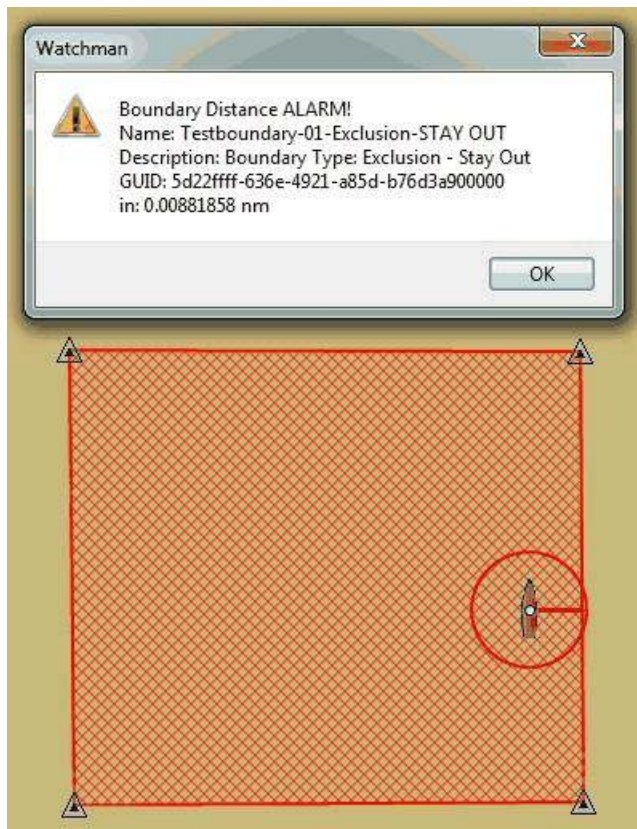 Watchman
Boundary Distance ALARM!
Name: Testboundary-01-Exclusion-STAY OUT
Description: Boundary Type: Exclusion - Stay Out
GUID: 5d22ffff-636e-4921-a85d-b76d3a900000
in: 0.00881858 nm
OK